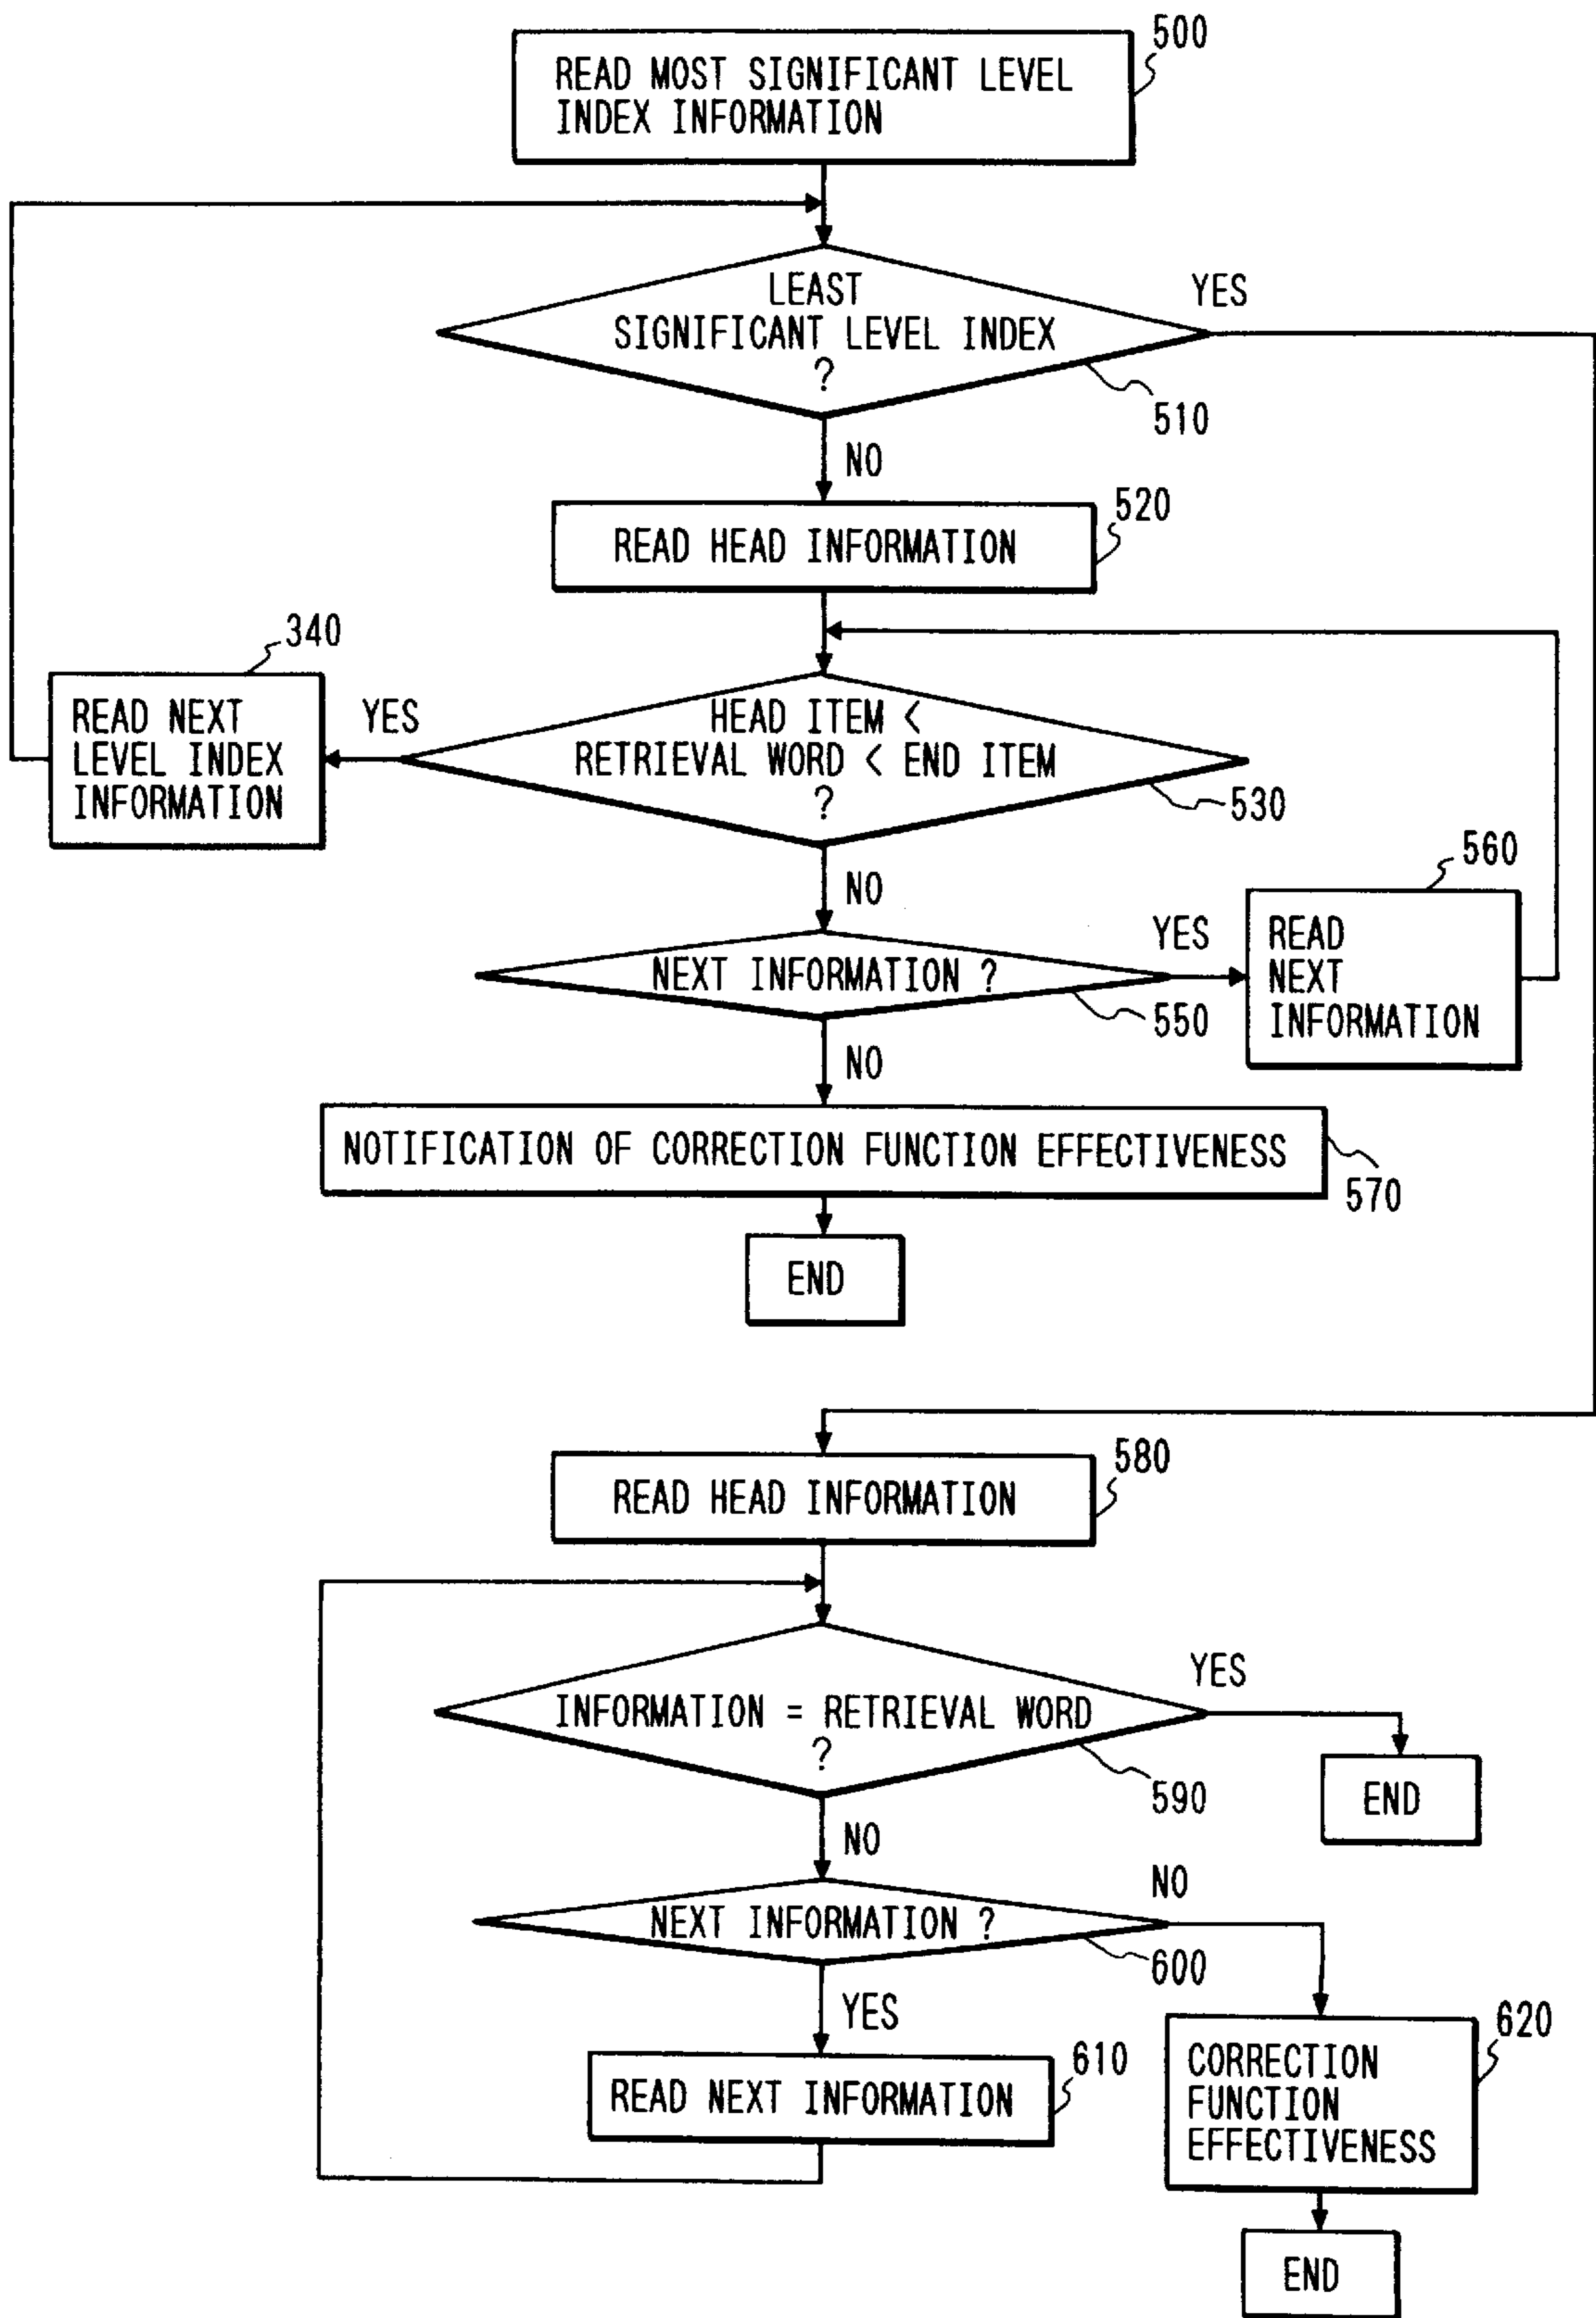 500
READ MOST SIGNIFICANT LEVEL
INDEX INFORMATION
LEAST
SIGNIFICANT LEVEL INDEX
?
YES
510
NO
520
READ HEAD INFORMATION
340
READ NEXT
LEVEL INDEX
INFORMATION
YES
HEAD ITEM <
RETRIEVAL WORD < END ITEM
?
530
NO
560
NEXT INFORMATION ?
YES
READ
NEXT
INFORMATION
550
NO
NOTIFICATION OF CORRECTION FUNCTION EFFECTIVENESS
570
END
580
READ HEAD INFORMATION
YES
INFORMATION = RETRIEVAL WORD
?
590
END
NO
NO
NEXT INFORMATION ?
600
YES
610
READ NEXT INFORMATION
620
CORRECTION
FUNCTION
EFFECTIVENESS
END